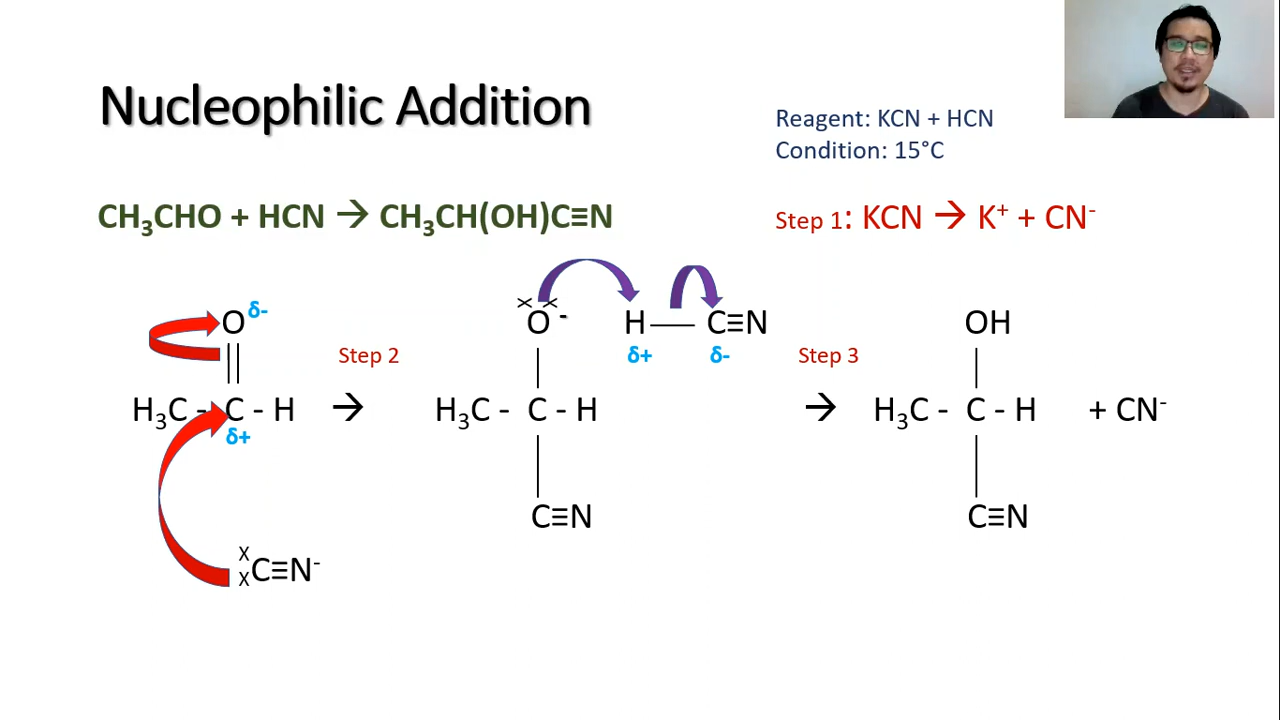 Nucleophilic Addition
Reagent: KCN + HCN
Condition: 15°C
CH₃CHO + HCN → CH₃CH(OH)C≡N
Step 1: KCN → K⁺ + CN⁻
O δ-
H₃C - C - H
δ+
x
x C≡N⁻
Step 2
→
x x
O -
H — C≡N
δ+ δ-
H₃C - C - H
C≡N
Step 3
→
OH
H₃C - C - H + CN⁻
C≡N